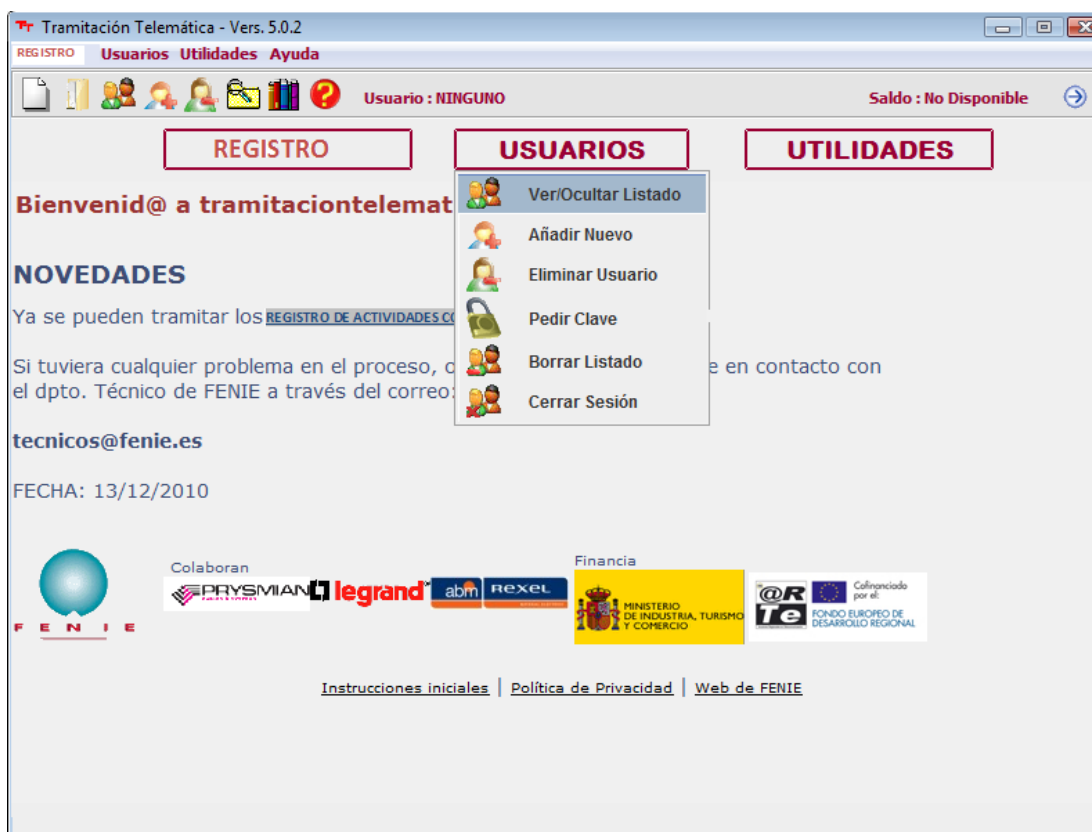 Tramitación Telemática - Vers. 5.0.2
REGISTRO Usuarios Utilidades Ayuda
Usuario : NINGUNO Saldo : No Disponible
REGISTRO USUARIOS UTILIDADES
Ver/Ocultar Listado
Añadir Nuevo
Eliminar Usuario
Pedir Clave
Borrar Listado
Cerrar Sesión
Bienvenid@ a tramitaciontelemat
NOVEDADES
Ya se pueden tramitar los REGISTRO DE ACTIVIDADES
Si tuviera cualquier problema en el proceso, e en contacto con
el dpto. Técnico de FENIE a través del correo:
tecnicos@fenie.es
FECHA: 13/12/2010
Colaboran
Financia
FENIE
PRYSMIAN
legrand
abm REXEL
MINISTERIO
DE INDUSTRIA, TURISMO
Y COMERCIO
@RTe
Cofinanciado
por el:
FONDO EUROPEO DE
DESARROLLO REGIONAL
Instrucciones iniciales | Política de Privacidad | Web de FENIE